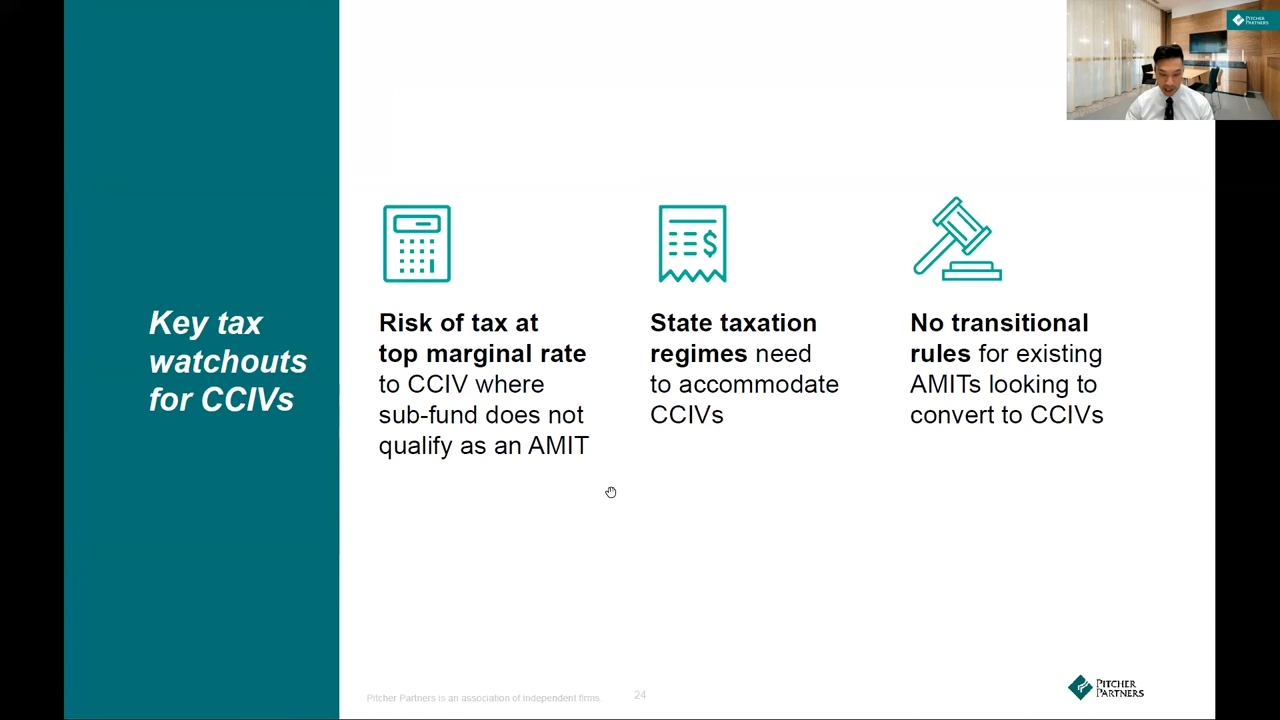 PITCHER
PARTNERS
Key tax
watchouts
for CCIVs
$
Risk of tax at
top marginal rate
to CCIV where
sub-fund does not
qualify as an AMIT
State taxation
regimes need
to accommodate
CCIVs
No transitional
rules for existing
AMITs looking to
convert to CCIVs
Pitcher Partners is an association of independent firms.
24
PITCHER
PARTNERS